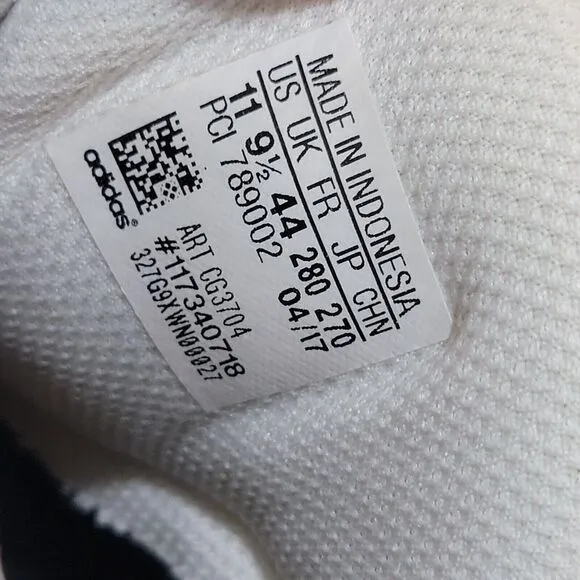 MADE IN INDONESIA
US UK FR JP CHN
11 9½ 44 280 270
PCI 789002 04/17
ART CG3704
#117340718
327G9XWN00027
adidas®